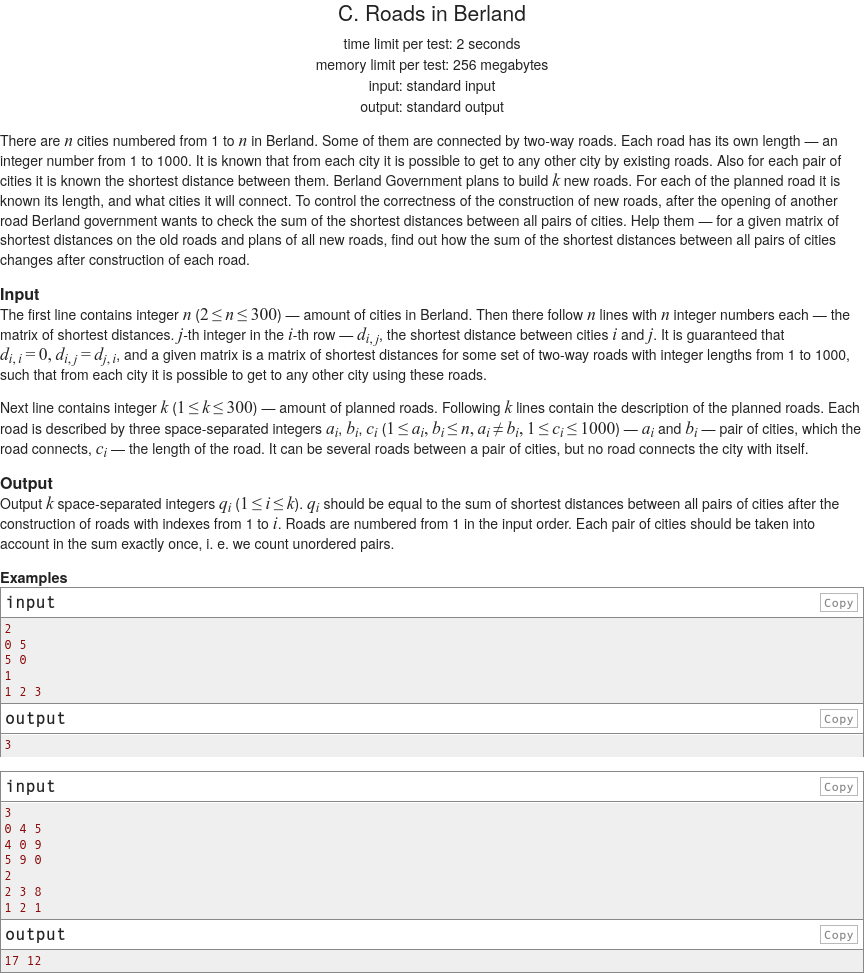 C. Roads in Berland
time limit per test: 2 seconds
memory limit per test: 256 megabytes
input: standard input
output: standard output
There are n cities numbered from 1 to n in Berland. Some of them are connected by two-way roads. Each road has its own length — an
integer number from 1 to 1000. It is known that from each city it is possible to get to any other city by existing roads. Also for each pair of
cities it is known the shortest distance between them. Berland Government plans to build k new roads. For each of the planned road it is
known its length, and what cities it will connect. To control the correctness of the construction of new roads, after the opening of another
road Berland government wants to check the sum of the shortest distances between all pairs of cities. Help them — for a given matrix of
shortest distances on the old roads and plans of all new roads, find out how the sum of the shortest distances between all pairs of cities
changes after construction of each road.
Input
The first line contains integer n (2 ≤ n ≤ 300) — amount of cities in Berland. Then there follow n lines with n integer numbers each — the
matrix of shortest distances. j-th integer in the i-th row — d_{i, j}, the shortest distance between cities i and j. It is guaranteed that
d_{i, i} = 0, d_{i, j} = d_{j, i}, and a given matrix is a matrix of shortest distances for some set of two-way roads with integer lengths from 1 to 1000,
such that from each city it is possible to get to any other city using these roads.
Next line contains integer k (1 ≤ k ≤ 300) — amount of planned roads. Following k lines contain the description of the planned roads. Each
road is described by three space-separated integers a_i, b_i, c_i (1 ≤ a_i, b_i ≤ n, a_i ≠ b_i, 1 ≤ c_i ≤ 1000) — a_i and b_i — pair of cities, which the
road connects, c_i — the length of the road. It can be several roads between a pair of cities, but no road connects the city with itself.
Output
Output k space-separated integers q_i (1 ≤ i ≤ k). q_i should be equal to the sum of shortest distances between all pairs of cities after the
construction of roads with indexes from 1 to i. Roads are numbered from 1 in the input order. Each pair of cities should be taken into
account in the sum exactly once, i. e. we count unordered pairs.
Examples
input Copy
2
0 5
5 0
1
1 2 3
output Copy
3
input Copy
3
0 4 5
4 0 9
5 9 0
2
2 3 8
1 2 1
output Copy
17 12